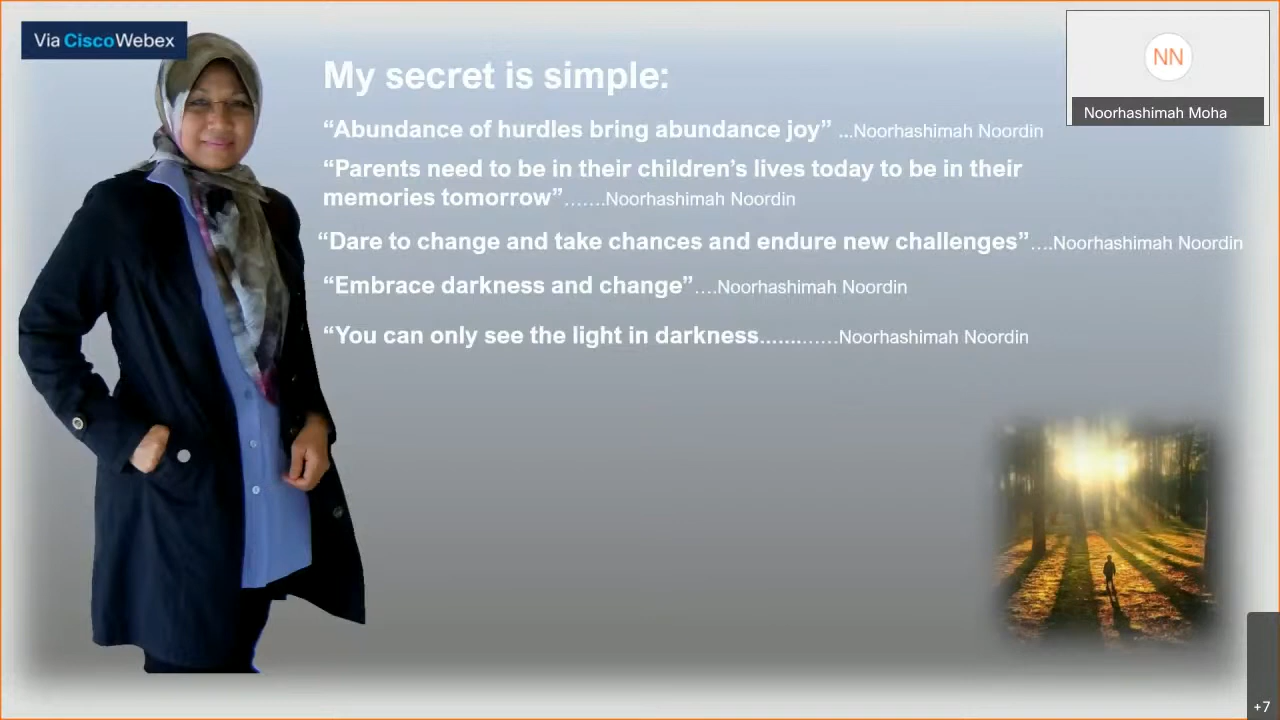 Via CiscoWebex
NN
Noorhashimah Moha
My secret is simple:
“Abundance of hurdles bring abundance joy” ...Noorhashimah Noordin
“Parents need to be in their children’s lives today to be in their
memories tomorrow”.......Noorhashimah Noordin
“Dare to change and take chances and endure new challenges”....Noorhashimah Noordin
“Embrace darkness and change”....Noorhashimah Noordin
“You can only see the light in darkness.............Noorhashimah Noordin
+7